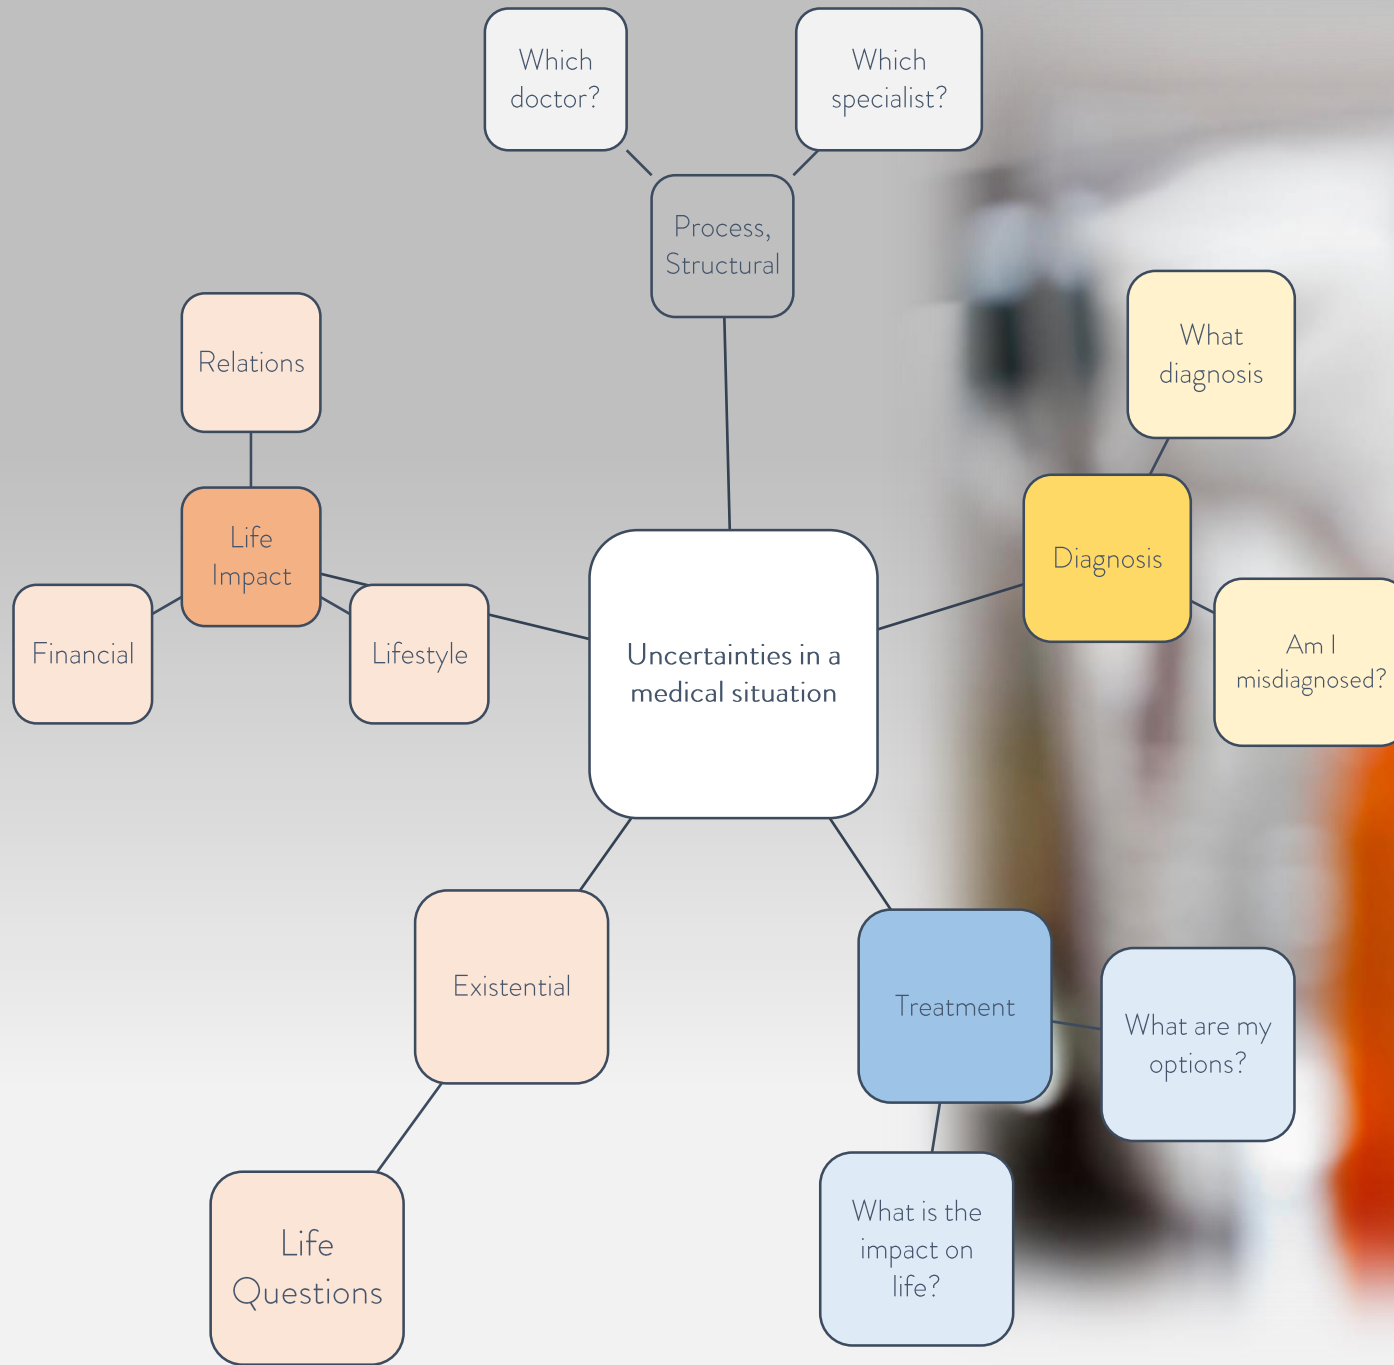 Which
doctor?
Which
specialist?
Process,
Structural
Relations
Life
Impact
Financial
Lifestyle
Uncertainties in a
medical situation
What
diagnosis
Diagnosis
Am I
misdiagnosed?
Existential
Life
Questions
Treatment
What are my
options?
What is the
impact on
life?